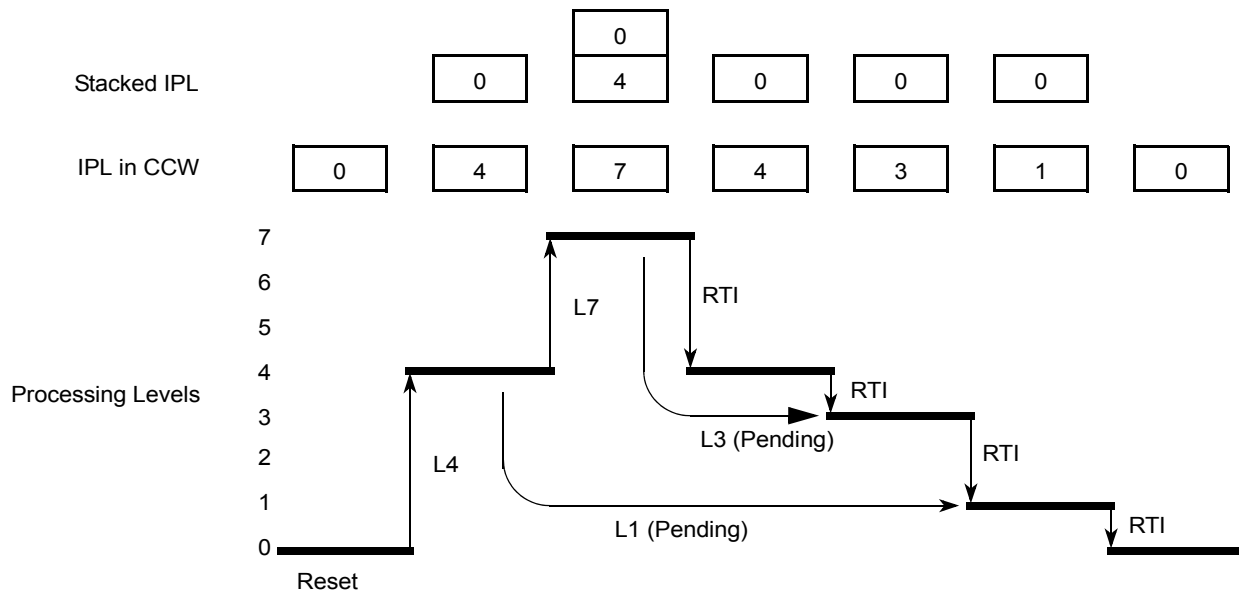 0
Stacked IPL 0 4 0 0 0
IPL in CCW 0 4 7 4 3 1 0
7
6
RTI
L7
5
Processing Levels 4
RTI
3
L3 (Pending)
2 L4 RTI
1
L1 (Pending) RTI
0
Reset